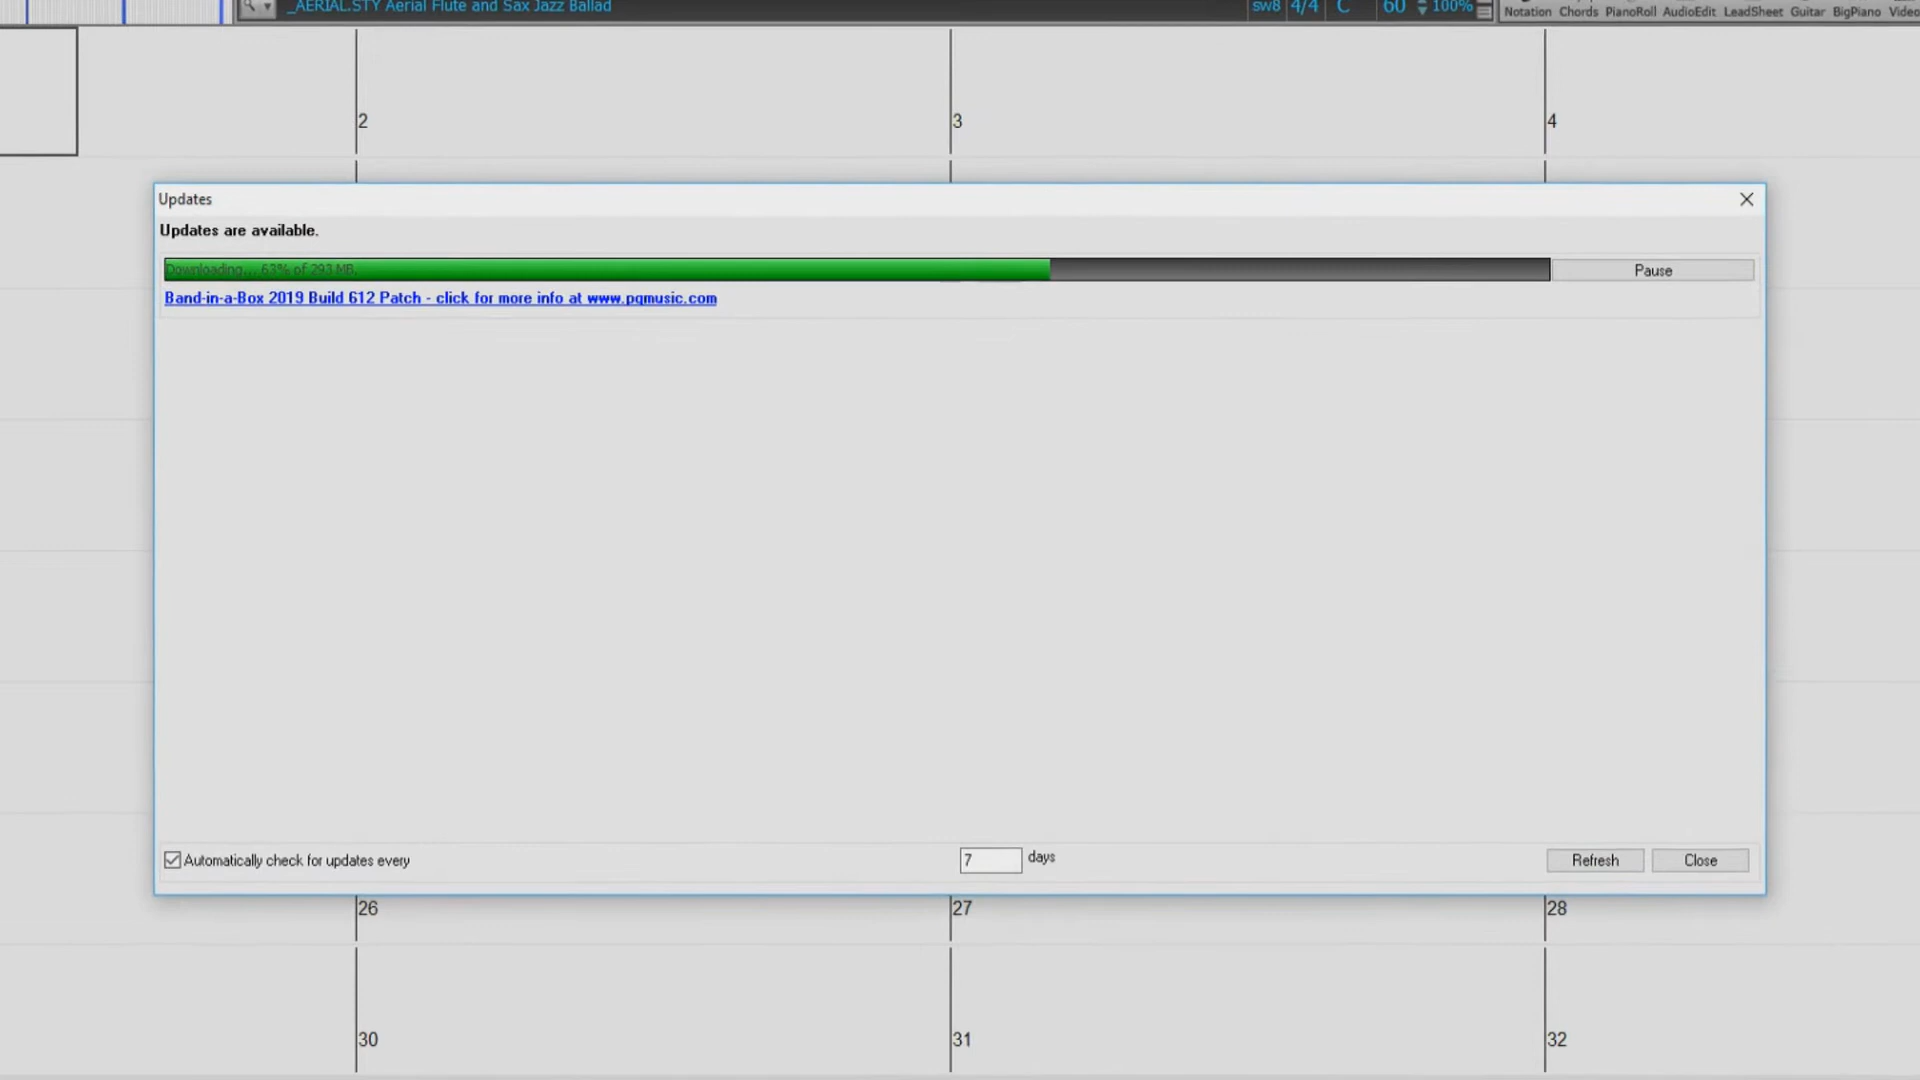 _AERIAL.STY Aerial Flute and Sax Jazz Ballad
sw8 4/4 C 60 100%
Notation Chords PianoRoll AudioEdit LeadSheet Guitar BigPiano Video
2 3 4
Updates
Updates are available.
Downloading... 63% of 293 MB. Pause
Band-in-a-Box 2019 Build 612 Patch - click for more info at www.pgmusic.com
Automatically check for updates every 7 days Refresh Close
26 27 28
30 31 32